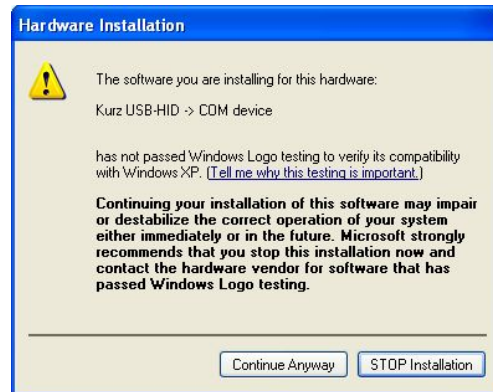 Hardware Installation
The software you are installing for this hardware:
Kurz USB-HID -> COM device
has not passed Windows Logo testing to verify its compatibility
with Windows XP. (Tell me why this testing is important.)
Continuing your installation of this software may impair
or destabilize the correct operation of your system
either immediately or in the future. Microsoft strongly
recommends that you stop this installation now and
contact the hardware vendor for software that has
passed Windows Logo testing.
Continue Anyway STOP Installation